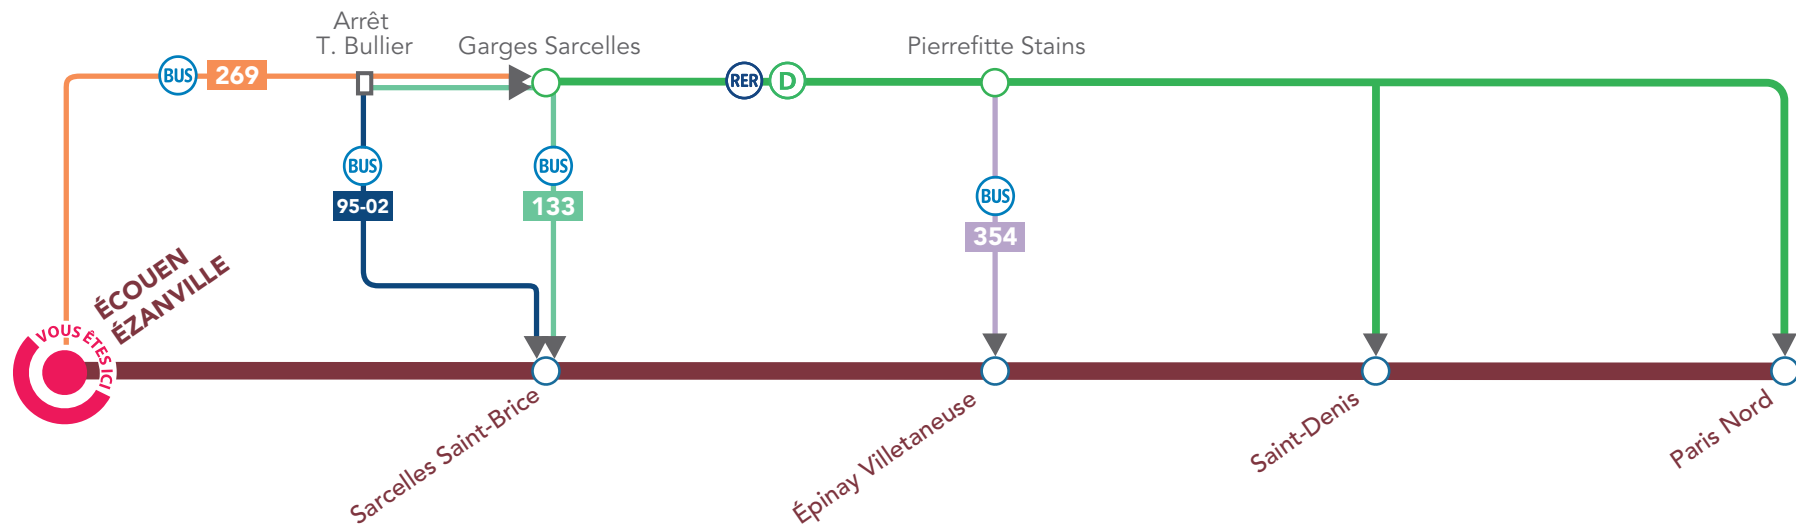 Arrêt
T. Bullier
Garges Sarcelles
Pierrefitte Stains
BUS 269
RER D
BUS
95-02
BUS
133
BUS
354
ÉCOUEN
ÉZANVILLE
VOUS ÊTES ICI
Sarcelles Saint-Brice
Épinay Villetaneuse
Saint-Denis
Paris Nord